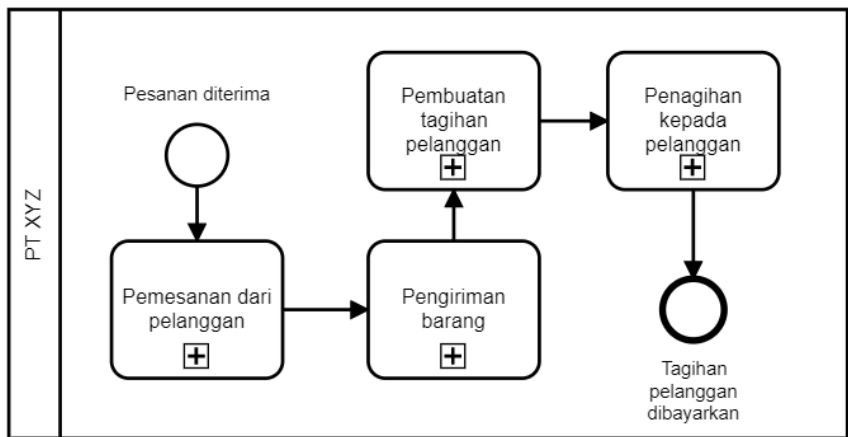 PT XYZ
Pesanan diterima
Pemesanan dari
pelanggan
Pengiriman
barang
Pembuatan
tagihan
pelanggan
Penagihan
kepada
pelanggan
Tagihan
pelanggan
dibayarkan